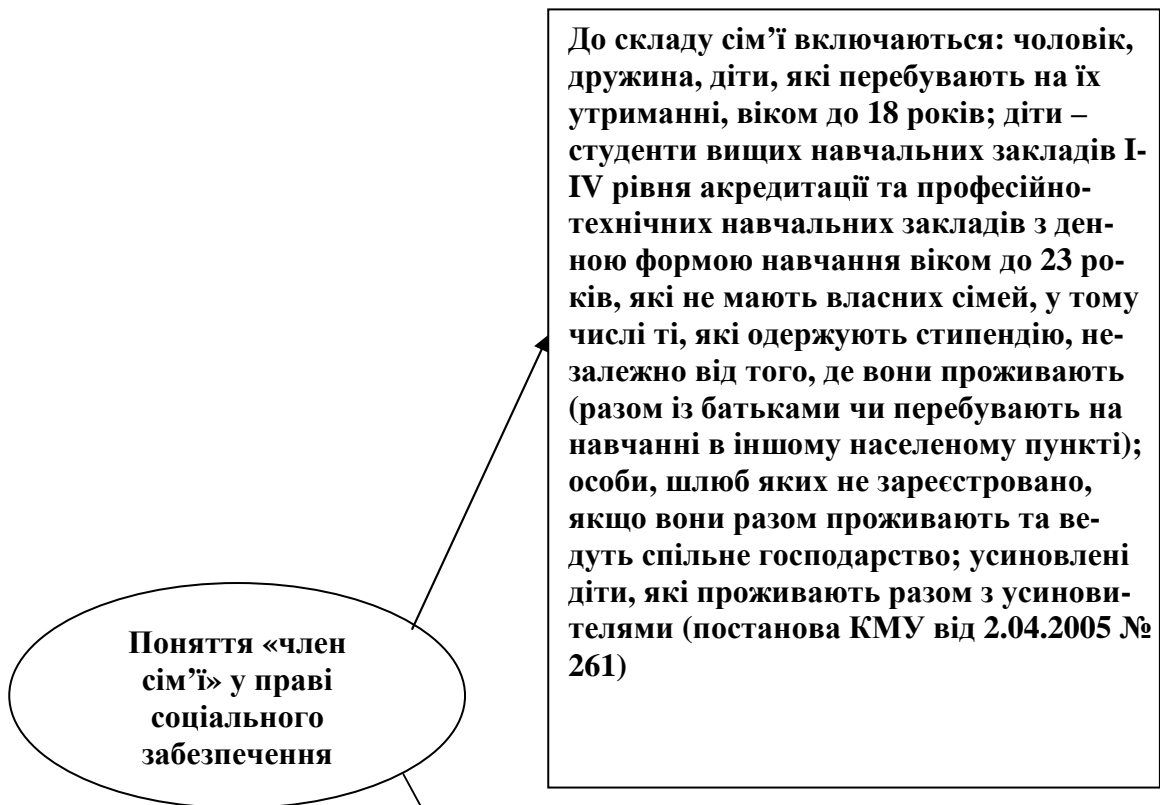 До складу сім’ї включаються: чоловік,
дружина, діти, які перебувають на їх
утриманні, віком до 18 років; діти –
студенти вищих навчальних закладів І-
ІV рівня акредитації та професійно-
технічних навчальних закладів з ден-
ною формою навчання віком до 23 ро-
ків, які не мають власних сімей, у тому
числі ті, які одержують стипендію, не-
залежно від того, де вони проживають
(разом із батьками чи перебувають на
навчанні в іншому населеному пункті);
особи, шлюб яких не зареєстровано,
якщо вони разом проживають та ве-
дуть спільне господарство; усиновлені
діти, які проживають разом з усинови-
телями (постанова КМУ від 2.04.2005 №
261)
Поняття «член
сім’ї» у праві
соціального
забезпечення